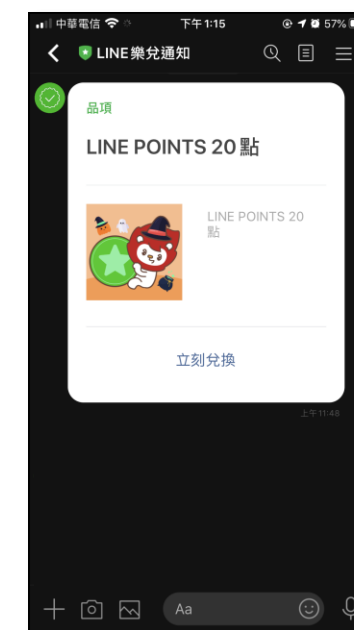 中華電信 下午1:15 57%
LINE樂兌通知
品項
LINE POINTS 20點
LINE POINTS 20
點
立刻兌換
上午11:48
Aa